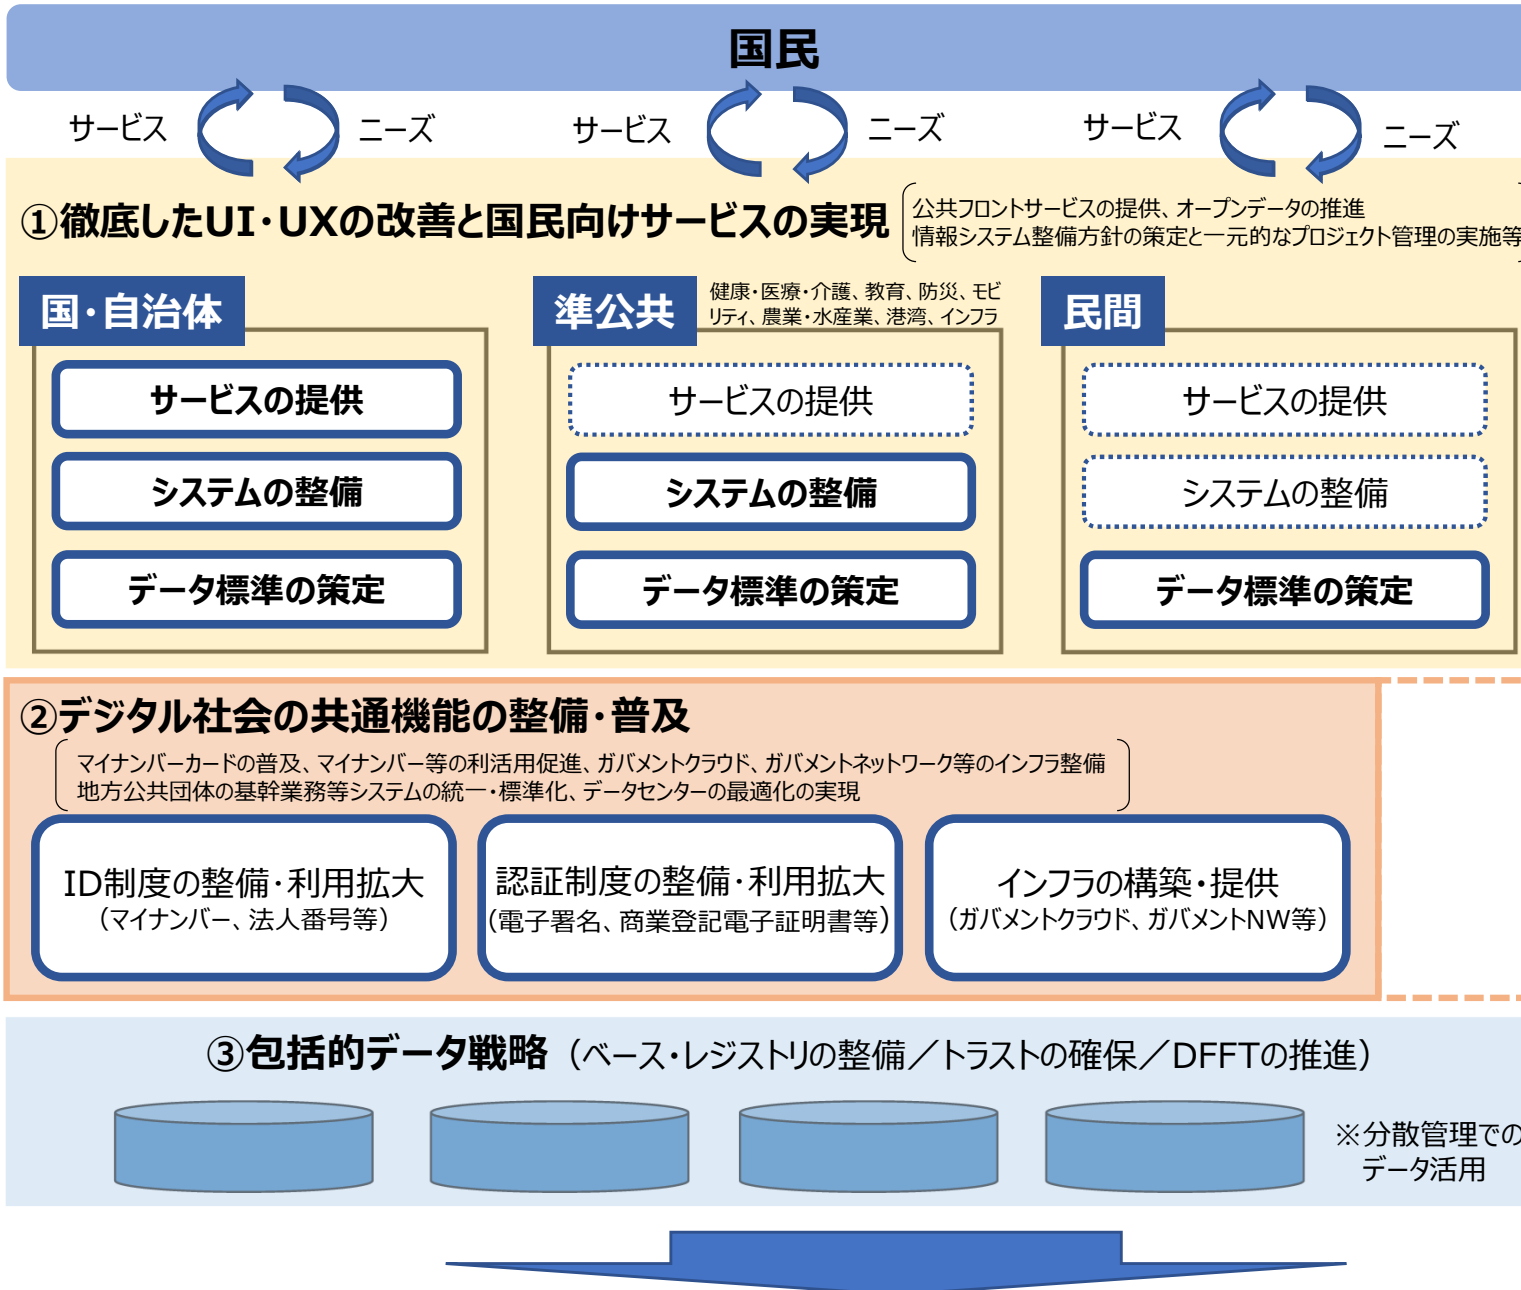 国民
サービス
ニーズ
サービス
ニーズ
サービス
ニーズ
①徹底したUI・UXの改善と国民向けサービスの実現
公共フロントサービスの提供、オープンデータの推進
情報システム整備方針の策定と一元的なプロジェクト管理の実施等
国・自治体
サービスの提供
システムの整備
データ標準の策定
準公共
健康・医療・介護、教育、防災、モビ
リティ、農業・水産業、港湾、インフラ
サービスの提供
システムの整備
データ標準の策定
民間
サービスの提供
システムの整備
データ標準の策定
②デジタル社会の共通機能の整備・普及
マイナンバーカードの普及、マイナンバー等の利活用促進、ガバメントクラウド、ガバメントネットワーク等のインフラ整備
地方公共団体の基幹業務等システムの統一・標準化、データセンターの最適化の実現
ID制度の整備・利用拡大
（マイナンバー、法人番号等）
認証制度の整備・利用拡大
（電子署名、商業登記電子証明書等）
インフラの構築・提供
（ガバメントクラウド、ガバメントNW等）
③包括的データ戦略（ベース・レジストリの整備／トラストの確保／DFFTの推進）
※分散管理での
データ活用